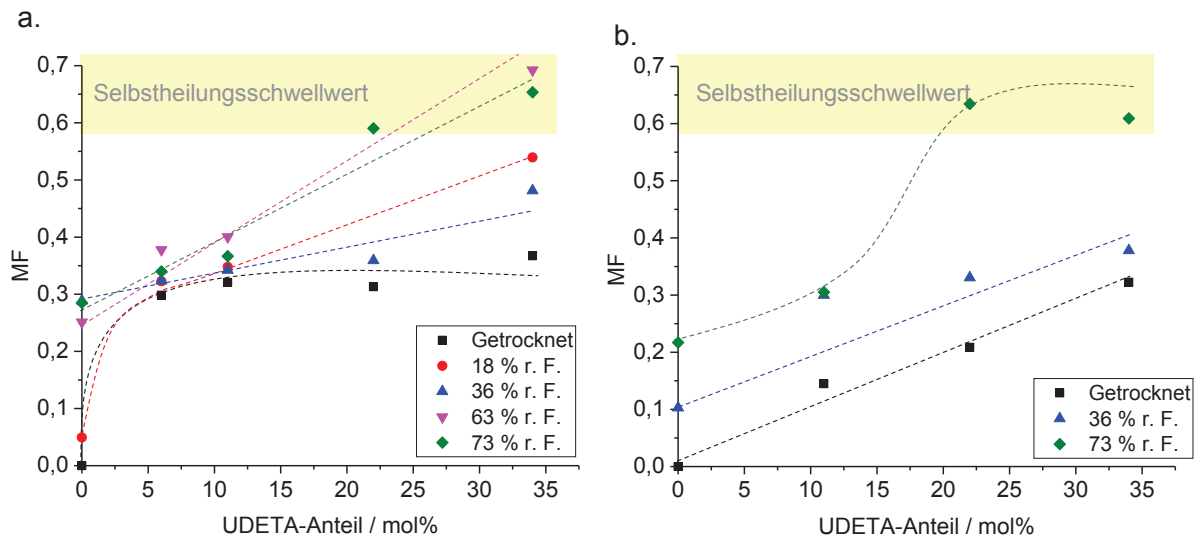 a.
0,7
0,6
0,5
0,4
0,3
0,2
0,1
0,0
MF
Selbstheilungsschwellwert
Getrocknet
18 % r. F.
36 % r. F.
63 % r. F.
73 % r. F.
0 5 10 15 20 25 30 35
UDETA-Anteil / mol%
b.
0,7
0,6
0,5
0,4
0,3
0,2
0,1
0,0
MF
Selbstheilungsschwellwert
Getrocknet
36 % r. F.
73 % r. F.
0 5 10 15 20 25 30 35
UDETA-Anteil / mol%